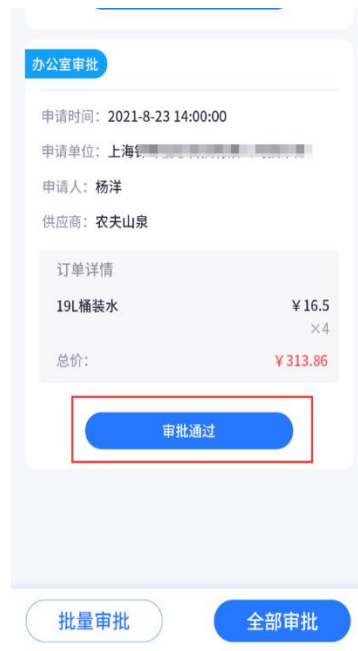 办公室审批
申请时间：2021-8-23 14:00:00
申请单位：上海
申请人：杨洋
供应商：农夫山泉
订单详情
19L桶装水 ￥16.5
×4
总价： ￥313.86
审批通过
批量审批 全部审批